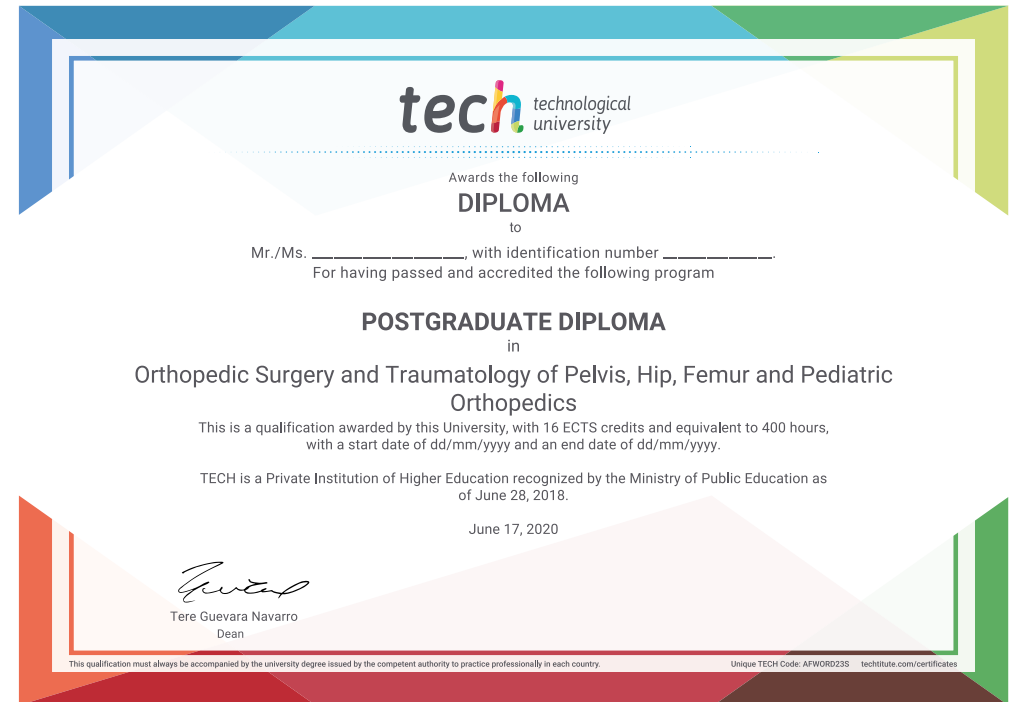 tech technological
university
Awards the following
DIPLOMA
to
Mr./Ms. ______________, with identification number __________.
For having passed and accredited the following program
POSTGRADUATE DIPLOMA
in
Orthopedic Surgery and Traumatology of Pelvis, Hip, Femur and Pediatric
Orthopedics
This is a qualification awarded by this University, with 16 ECTS credits and equivalent to 400 hours,
with a start date of dd/mm/yyyy and an end date of dd/mm/yyyy.
TECH is a Private Institution of Higher Education recognized by the Ministry of Public Education as
of June 28, 2018.
June 17, 2020
Tere Guevara Navarro
Dean
This qualification must always be accompanied by the university degree issued by the competent authority to practice professionally in each country.
Unique TECH Code: AFWORD23S techtitute.com/certificates